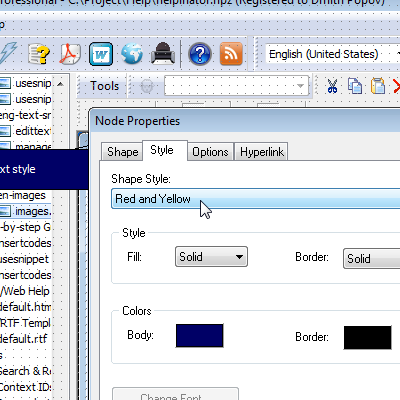 Professional - C:\Project\Help\helpinator.hpz (Registered to Dmitri Popov)
English (United States)
usesnip
usesnip
Tools
eng-text-sr
edittext
manage
Node Properties
Shape
Style
Options
Hyperlink
xt style
Shape Style:
en-images
Red and Yellow
images.
-by-step G
Style
nsertcodes
Fill:
Solid
Border:
Solid
usesnippet
nsertcodes
/Web Help
Colors
default.htm
/RTF Templ
Body:
Border:
default.rtf
s
Search & Re
Context IDs
Change Font